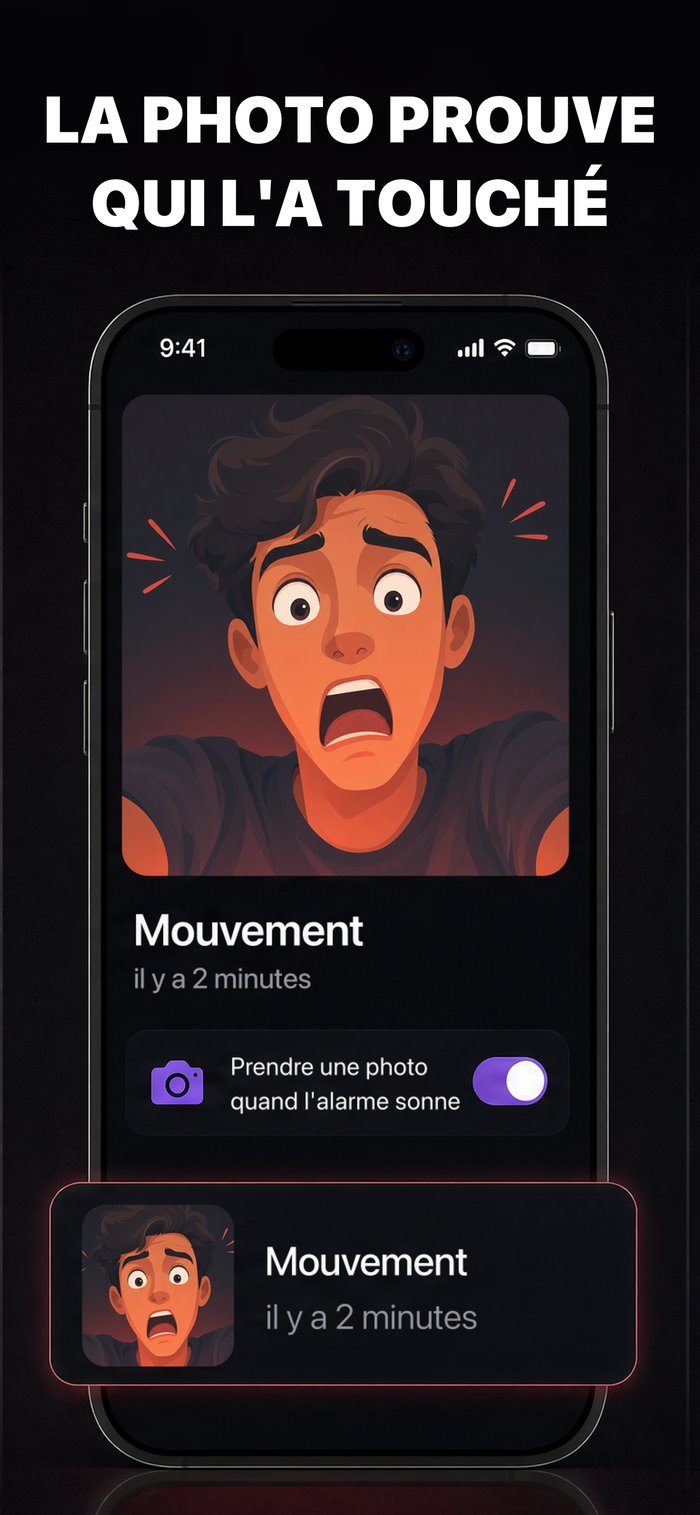 LA PHOTO PROUVE
QUI L'A TOUCHÉ
9:41
Mouvement
il y a 2 minutes
Prendre une photo
quand l'alarme sonne
Mouvement
il y a 2 minutes